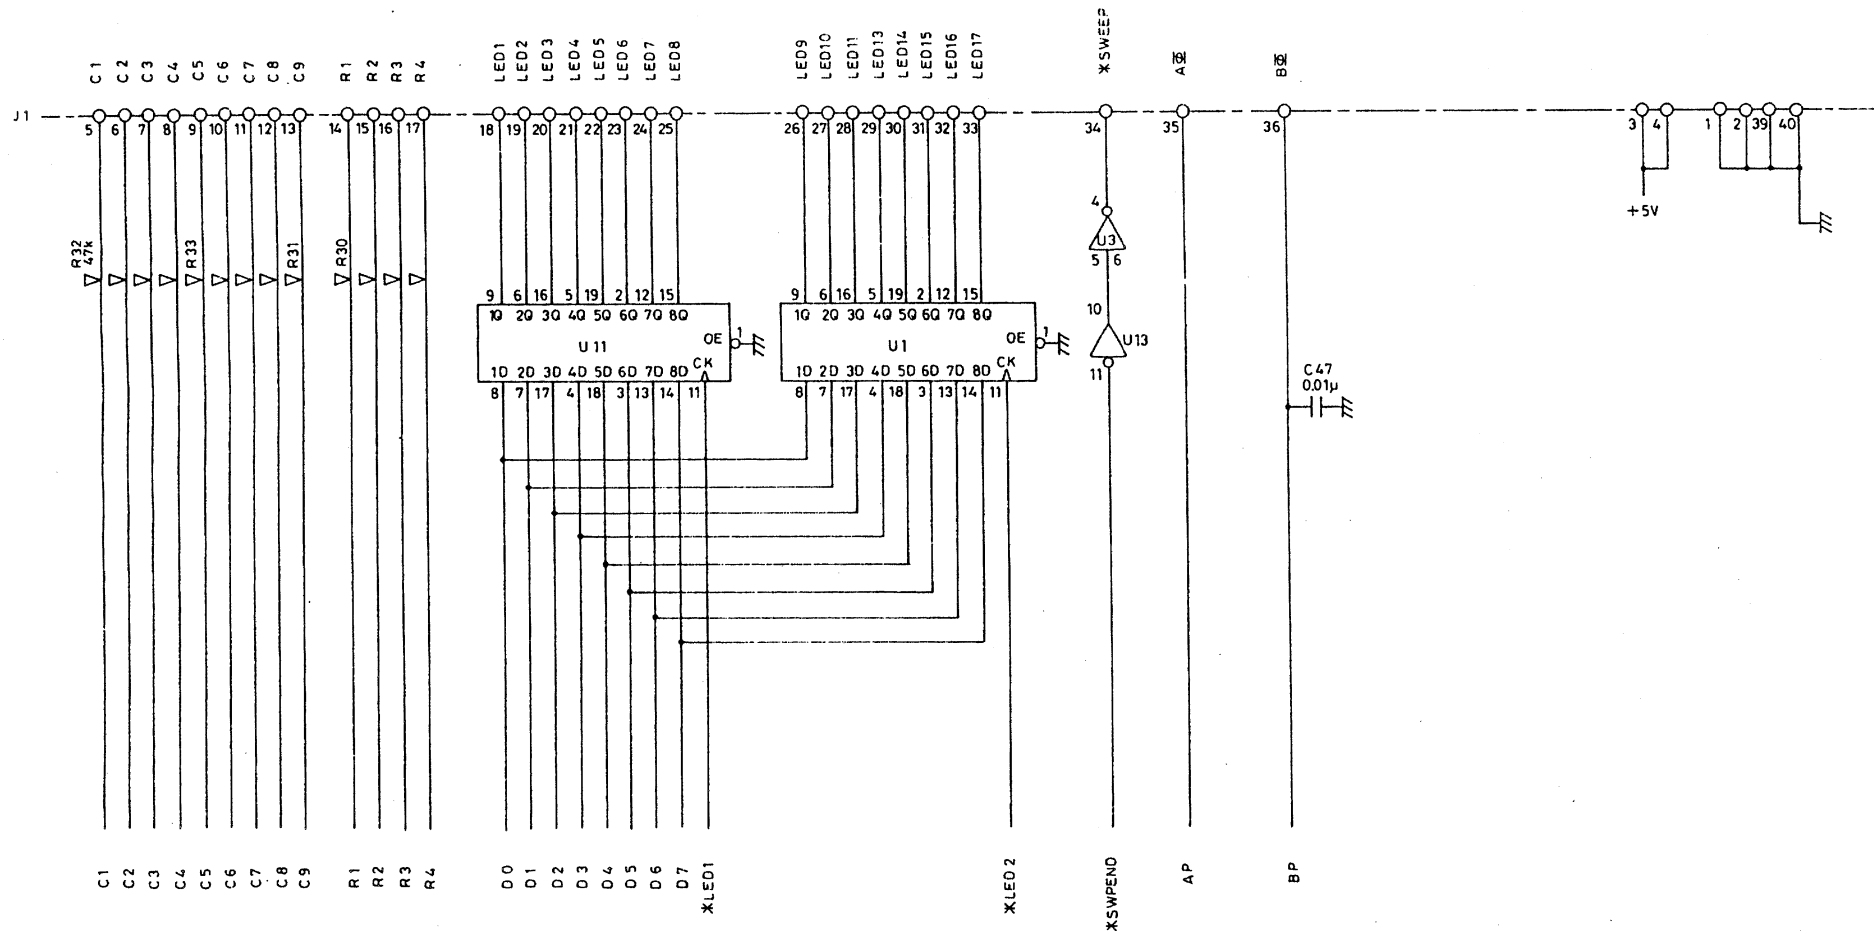 C1 C2 C3 C4 C5 C6 C7 C8 C9 R1 R2 R3 R4 LED1 LED2 LED3 LED4 LED5 LED6 LED7 LED8 LED9 LED10 LED11 LED13 LED14 LED15 LED16 LED17 *SWEEP AΦ BΦ
J1
5 6 7 8 9 10 11 12 13 14 15 16 17 18 19 20 21 22 23 24 25 26 27 28 29 30 31 32 33 34 35 36 3 4 1 2 39 40
+5V
4
U3
5 6
R32 47k R33 R31 R30
9 6 16 5 19 2 12 15 9 6 16 5 19 2 12 15 10
1Q 2Q 3Q 4Q 5Q 6Q 7Q 8Q 1Q 2Q 3Q 4Q 5Q 6Q 7Q 8Q
U11 OE 1 U1 OE 1 U13
1D 2D 3D 4D 5D 6D 7D 8D CK 1D 2D 3D 4D 5D 6D 7D 8D CK
8 7 17 4 18 3 13 14 11 8 7 17 4 18 3 13 14 11 11
C47
0.01μ
C1 C2 C3 C4 C5 C6 C7 C8 C9 R1 R2 R3 R4 D0 D1 D2 D3 D4 D5 D6 D7 *LED1 *LED2 *SWPEND AP BP